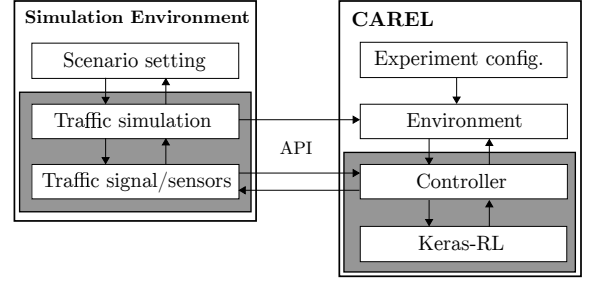 Simulation Environment
Scenario setting
Traffic simulation
Traffic signal/sensors
API
CAREL
Experiment config.
Environment
Controller
Keras-RL